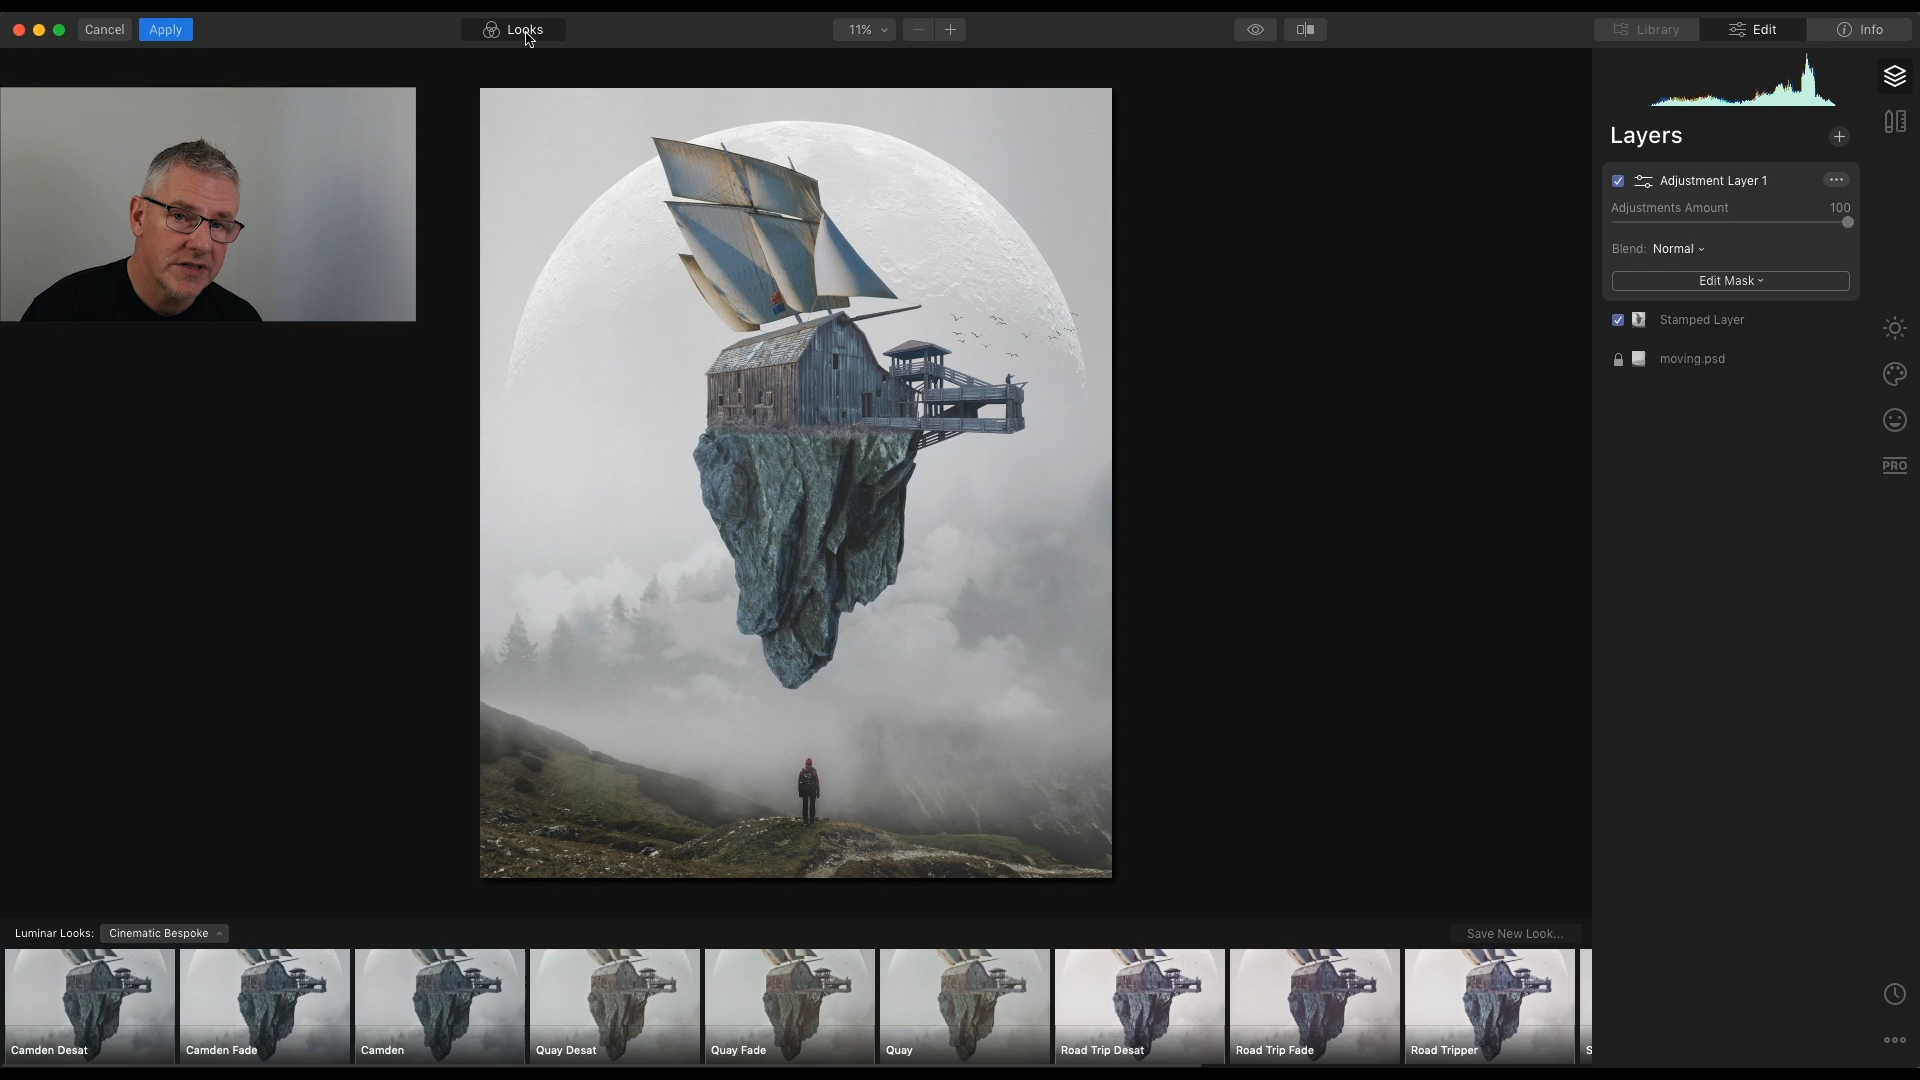 Cancel
Apply
Looks
11%
Library
Edit
Info
Layers
Adjustment Layer 1
Adjustments Amount 100
Blend: Normal
Edit Mask
Stamped Layer
moving.psd
PRO
Luminar Looks: Cinematic Bespoke
Save New Look...
Camden Desat
Camden Fade
Camden
Quay Desat
Quay Fade
Quay
Road Trip Desat
Road Trip Fade
Road Tripper
S